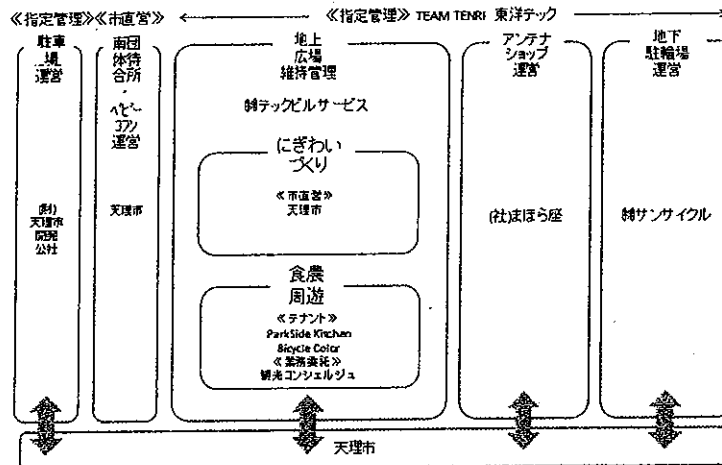 ≪指定管理≫≪市直営≫
≪指定管理≫ TEAM TENRI 東洋テック
駐車
場
運営
(財)
天理市
開発
公社
南団
体待
合所
・
ベビー
コアン
運営
天理市
地上
広場
維持管理
㈱テックビルサービス
にぎわい
づくり
≪市直営≫
天理市
食農
周遊
≪テナント≫
ParkSide Kitchen
Bicycle Color
≪業務委託≫
観光コンシェルジュ
アンテナ
ショップ
運営
(社)まほら座
地下
駐輪場
運営
㈱サンサイクル
天理市